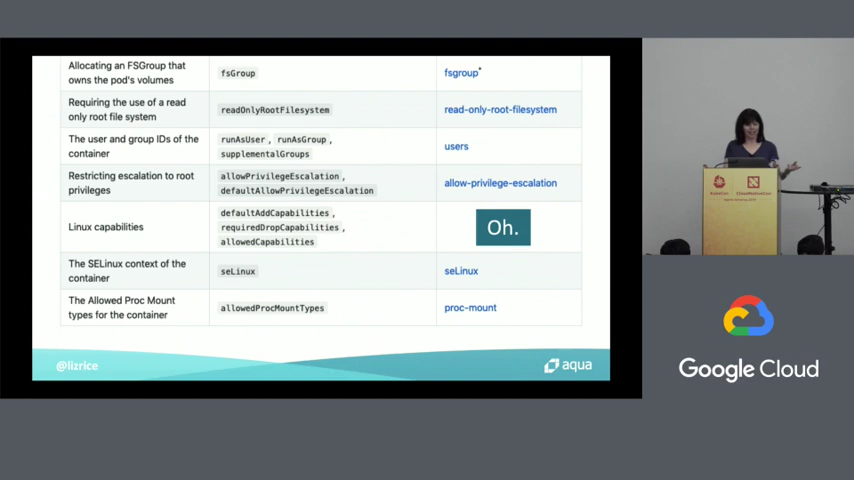 Allocating an FSGroup that
owns the pod's volumes
fsGroup
fsgroup*
Requiring the use of a read
only root file system
readOnlyRootFilesystem
read-only-root-filesystem
The user and group IDs of the
container
runAsUser, runAsGroup,
supplementalGroups
users
Restricting escalation to root
privileges
allowPrivilegeEscalation,
defaultAllowPrivilegeEscalation
allow-privilege-escalation
Linux capabilities
defaultAddCapabilities,
requiredDropCapabilities,
allowedCapabilities
Oh.
The SELinux context of the
container
seLinux
seLinux
The Allowed Proc Mount
types for the container
allowedProcMountTypes
proc-mount
@lizrice
aqua
KubeCon
CloudNativeCon
Google Cloud